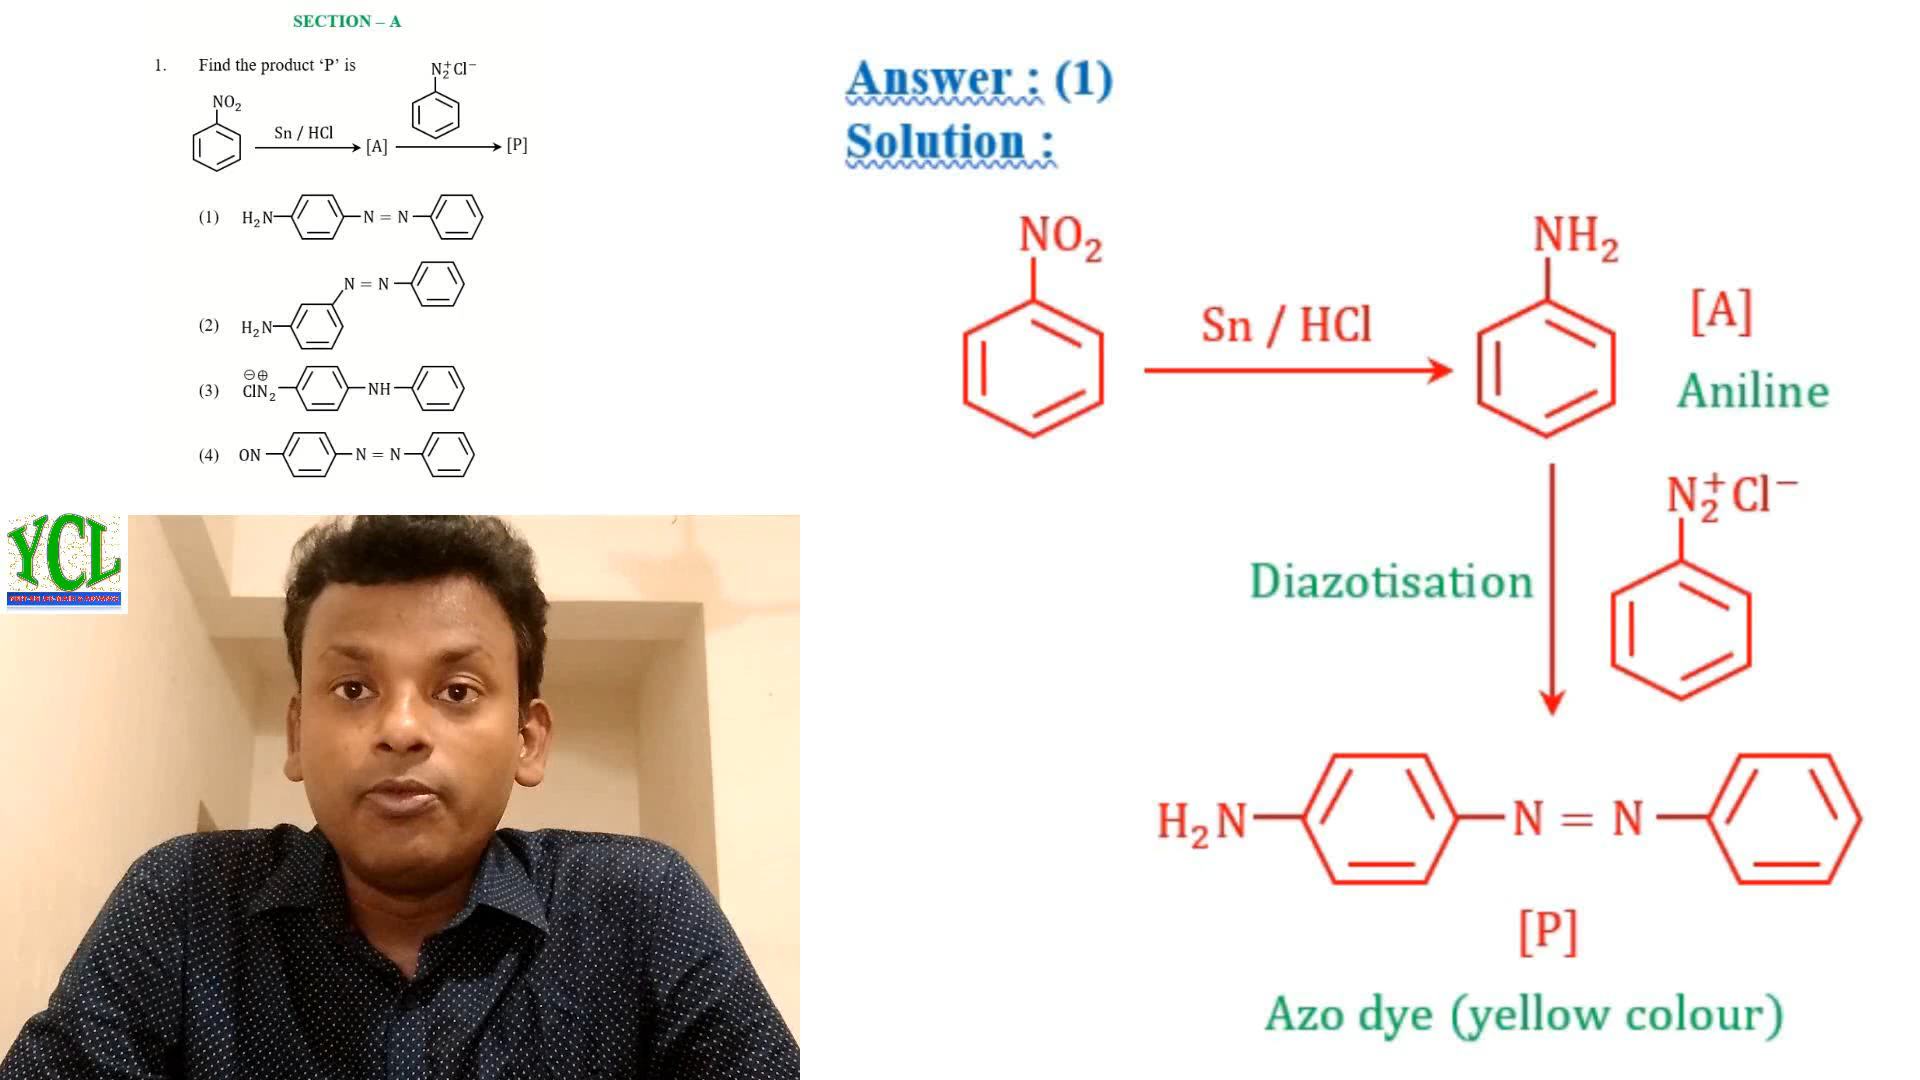 SECTION – A
1. Find the product ‘P’ is
NO2
Sn / HCl
[A]
N2+Cl−
[P]
(1) H2N N = N
(2) H2N N = N
(3) ⊖⊕
ClN2 NH
(4) ON N = N
YCL
Answer : (1)
Solution :
NO2
Sn / HCl
NH2
[A]
Aniline
Diazotisation
N2+Cl−
H2N N = N
[P]
Azo dye (yellow colour)